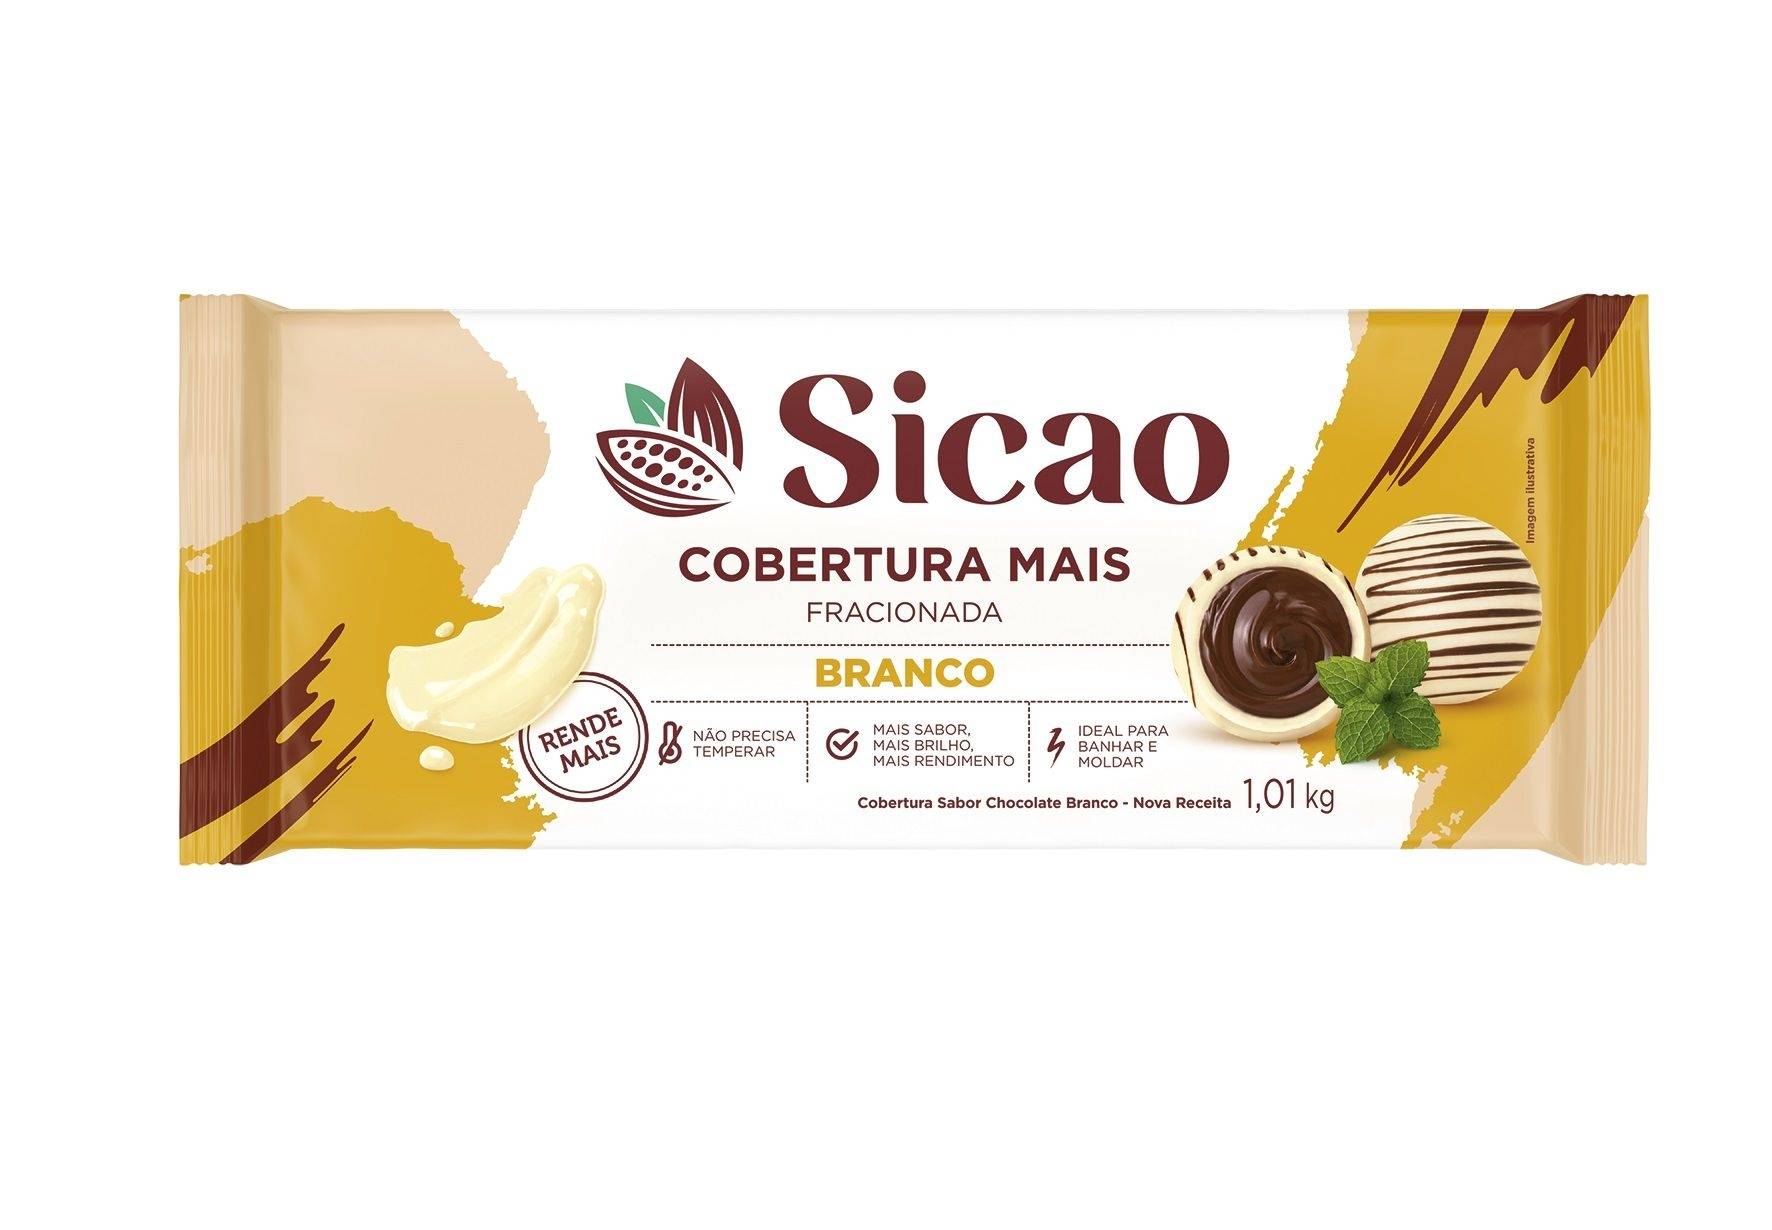 Sicao
COBERTURA MAIS
FRACIONADA
BRANCO
RENDE
MAIS
NÃO PRECISA
TEMPERAR
MAIS SABOR,
MAIS BRILHO,
MAIS RENDIMENTO
IDEAL PARA
BANHAR E
MOLDAR
Cobertura Sabor Chocolate Branco - Nova Receita 1,01 kg
Imagem ilustrativa